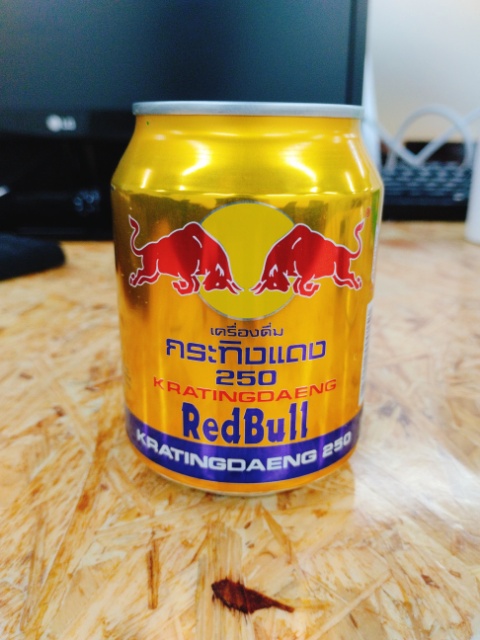 LG
เครื่องดื่ม
กระทิงแดง
250
KRATINGDAENG
RedBull
KRATINGDAENG 250